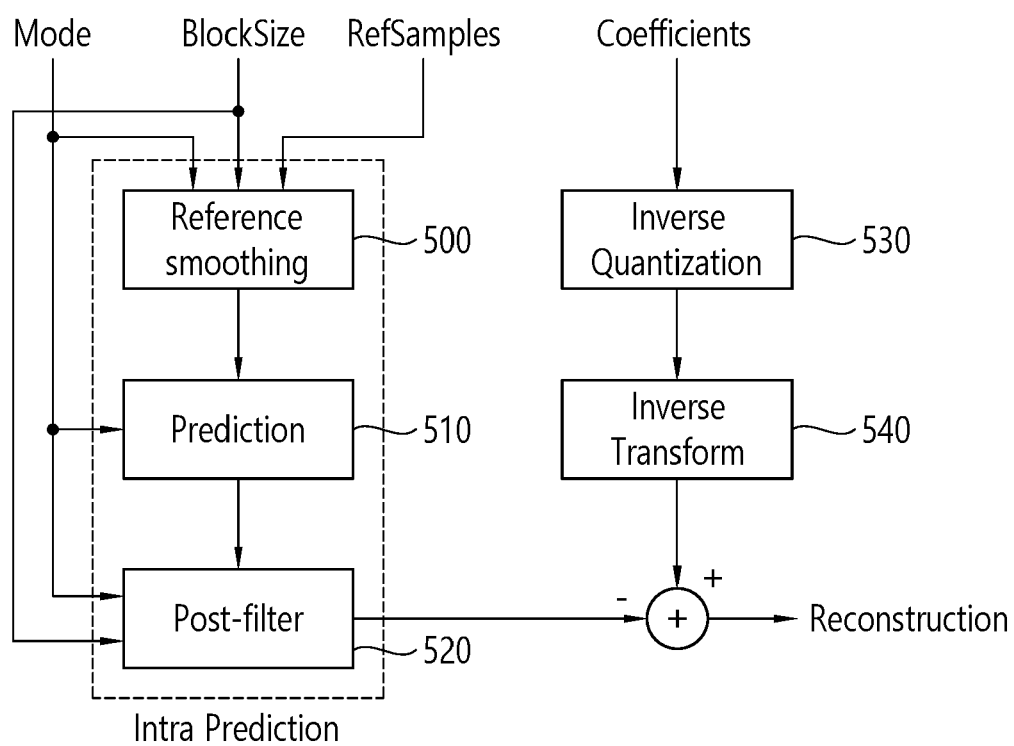 Mode
BlockSize
RefSamples
Coefficients
Reference
smoothing
500
Inverse
Quantization
530
Prediction
510
Inverse
Transform
540
Post-filter
520
-
+
+
Reconstruction
Intra Prediction